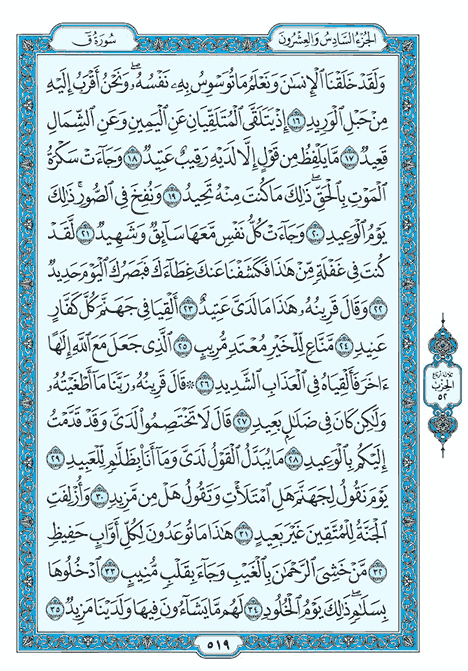 الجزء السادس والعشرون
سورة ق
وَلَقَدْ خَلَقْنَا ٱلْإِنسَٰنَ وَنَعْلَمُ مَا تُوَسْوِسُ بِهِۦ نَفْسُهُۥ ۖ وَنَحْنُ أَقْرَبُ إِلَيْهِ
مِنْ حَبْلِ ٱلْوَرِيدِ ١٦ إِذْ يَتَلَقَّى ٱلْمُتَلَقِّيَانِ عَنِ ٱلْيَمِينِ وَعَنِ ٱلشِّمَالِ
قَعِيدٌ ١٧ مَّا يَلْفِظُ مِن قَوْلٍ إِلَّا لَدَيْهِ رَقِيبٌ عَتِيدٌ ١٨ وَجَآءَتْ سَكْرَةُ
ٱلْمَوْتِ بِٱلْحَقِّ ۖ ذَٰلِكَ مَا كُنتَ مِنْهُ تَحِيدُ ١٩ وَنُفِخَ فِى ٱلصُّورِ ۚ ذَٰلِكَ
يَوْمُ ٱلْوَعِيدِ ٢٠ وَجَآءَتْ كُلُّ نَفْسٍ مَّعَهَا سَآئِقٌ وَشَهِيدٌ ٢١ لَّقَدْ
كُنتَ فِى غَفْلَةٍ مِّنْ هَٰذَا فَكَشَفْنَا عَنكَ غِطَآءَكَ فَبَصَرُكَ ٱلْيَوْمَ حَدِيدٌ
٢٢ وَقَالَ قَرِينُهُۥ هَٰذَا مَا لَدَىَّ عَتِيدٌ ٢٣ أَلْقِيَا فِى جَهَنَّمَ كُلَّ كَفَّارٍ
عَنِيدٍ ٢٤ مَّنَّاعٍ لِّلْخَيْرِ مُعْتَدٍ مُّرِيبٍ ٢٥ ٱلَّذِى جَعَلَ مَعَ ٱللَّهِ إِلَٰهًا
ءَاخَرَ فَأَلْقِيَاهُ فِى ٱلْعَذَابِ ٱلشَّدِيدِ ٢٦ ۞ قَالَ قَرِينُهُۥ رَبَّنَا مَآ أَطْغَيْتُهُۥ
وَلَٰكِن كَانَ فِى ضَلَٰلٍۭ بَعِيدٍ ٢٧ قَالَ لَا تَخْتَصِمُوا۟ لَدَىَّ وَقَدْ قَدَّمْتُ
إِلَيْكُم بِٱلْوَعِيدِ ٢٨ مَا يُبَدَّلُ ٱلْقَوْلُ لَدَىَّ وَمَآ أَنَا۠ بِظَلَّٰمٍ لِّلْعَبِيدِ ٢٩
يَوْمَ نَقُولُ لِجَهَنَّمَ هَلِ ٱمْتَلَأْتِ وَتَقُولُ هَلْ مِن مَّزِيدٍ ٣٠ وَأُزْلِفَتِ
ٱلْجَنَّةُ لِلْمُتَّقِينَ غَيْرَ بَعِيدٍ ٣١ هَٰذَا مَا تُوعَدُونَ لِكُلِّ أَوَّابٍ حَفِيظٍ
٣٢ مَّنْ خَشِىَ ٱلرَّحْمَٰنَ بِٱلْغَيْبِ وَجَآءَ بِقَلْبٍ مُّنِيبٍ ٣٣ ٱدْخُلُوهَا
بِسَلَٰمٍ ۖ ذَٰلِكَ يَوْمُ ٱلْخُلُودِ ٣٤ لَهُم مَّا يَشَآءُونَ فِيهَا وَلَدَيْنَا مَزِيدٌ ٣٥
ثلاثة أرباع
الحزب
٥٢
٥١٩